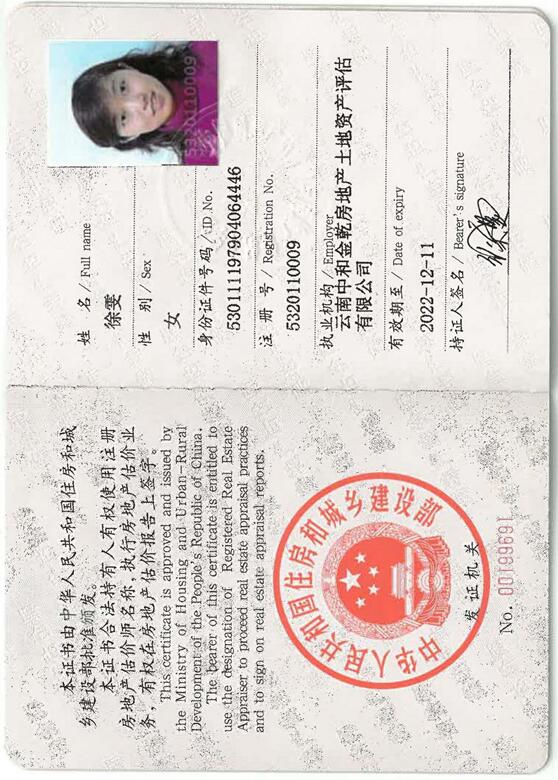 本证书由中华人民共和国住房和城
乡建设部批准颁发。
本证书合法持有人有权使用注册
房地产估价师名称，执行房地产估价业
务，有权在房地产估价报告上签字。
This certificate is approved and issued by
the Ministry of Housing and Urban-Rural
Development of the People's Republic of China.
The bearer of this certificate is entitled to
use the designation of Registered Real Estate
Appraiser to proceed real estate appraisal practices
and to sign on real estate appraisal reports.
中华人民共和国住房和城乡建设部
发证机关
No. 00199691
姓 名 / Full name
徐雯
性 别 / Sex
女
身份证件号码 / ID No.
530111197904064446
注 册 号 / Registration No.
5320110009
执业机构 / Employer
云南中和金乾房地产土地资产评估
有限公司
有效期至 / Date of expiry
2022-12-11
持证人签名 / Bearer's signature
徐雯
5320110009